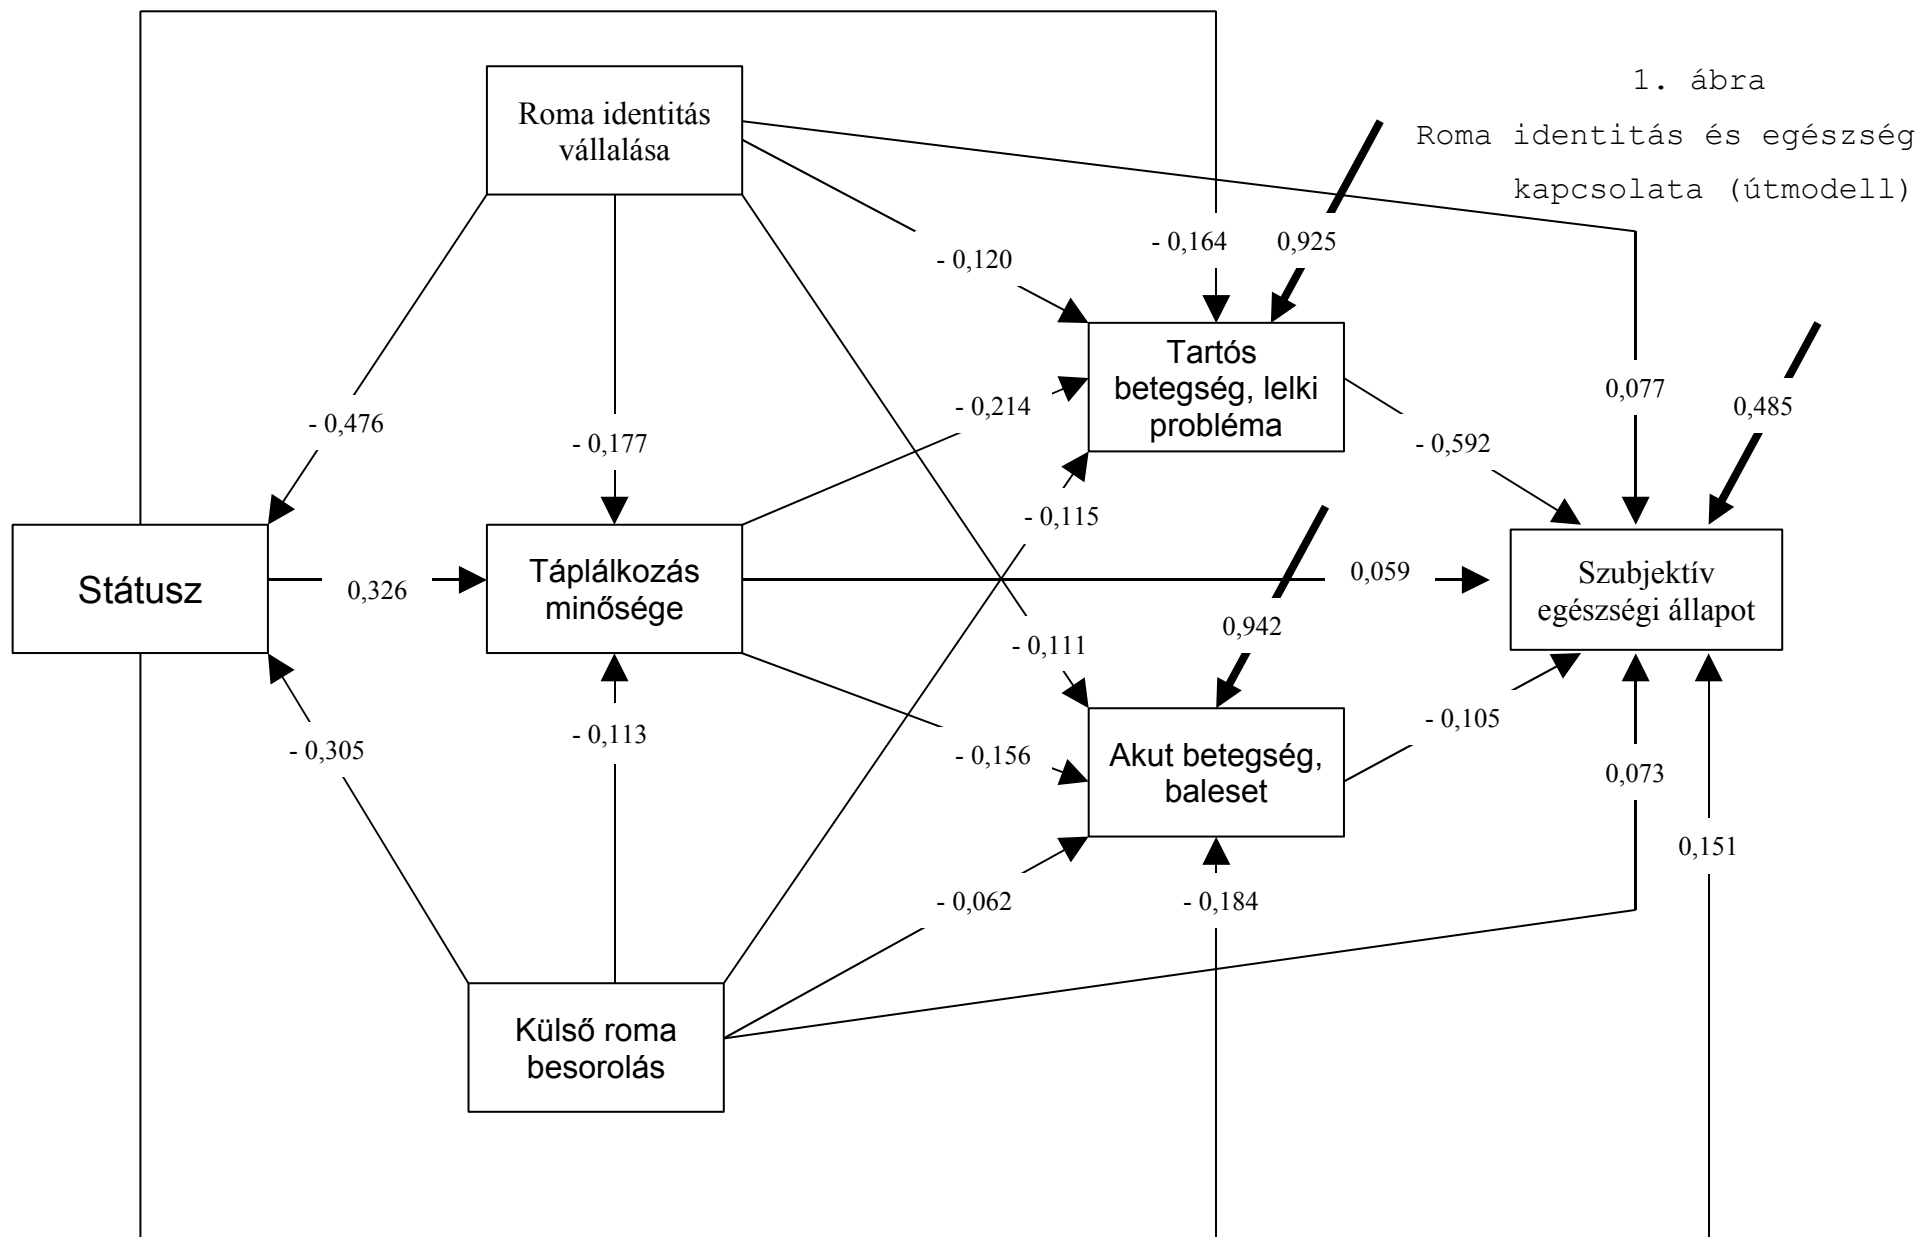 1. ábra
Roma identitás és egészség
kapcsolata (útmodell)
Roma identitás
vállalása
- 0,164
0,925
- 0,120
Tartós
betegség, lelki
probléma
0,077
0,485
- 0,214
- 0,476
- 0,177
- 0,592
- 0,115
Státusz
0,326
Táplálkozás
minősége
0,059
Szubjektív
egészségi állapot
0,942
- 0,111
- 0,105
- 0,305
- 0,113
- 0,156
Akut betegség,
baleset
0,073
0,151
- 0,062
- 0,184
Külső roma
besorolás